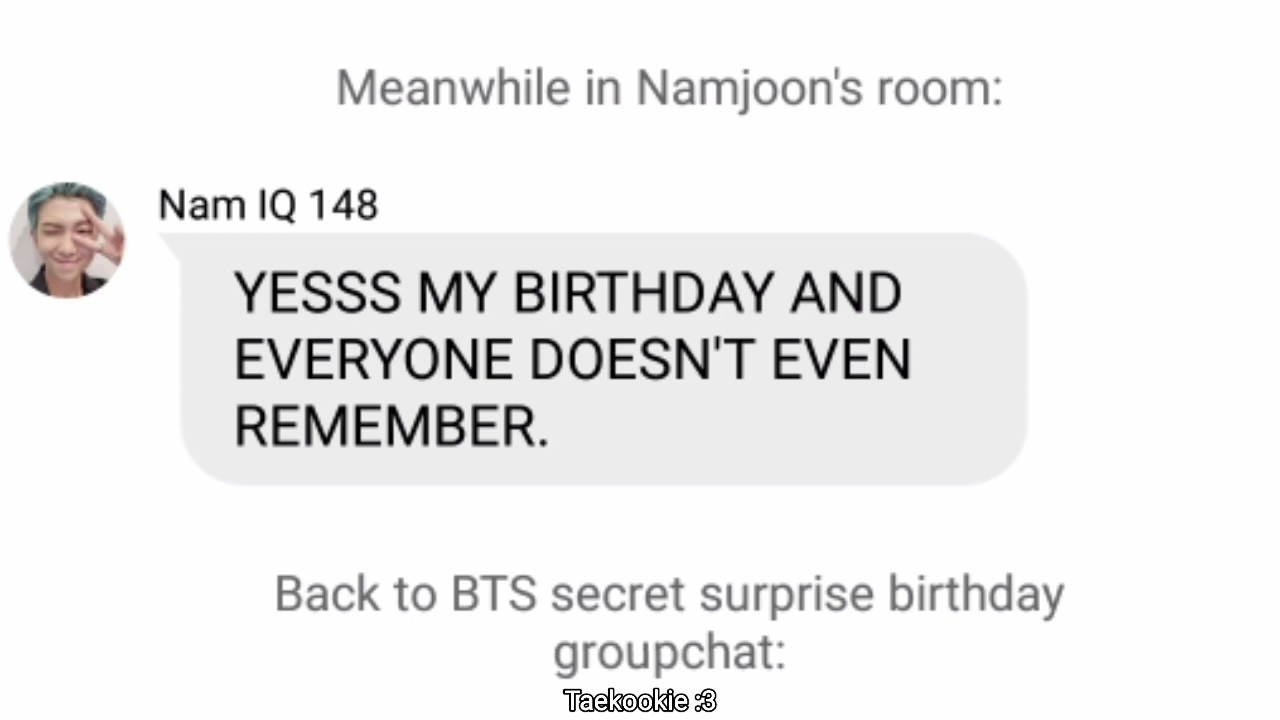 Meanwhile in Namjoon's room:
Nam IQ 148
YESSS MY BIRTHDAY AND
EVERYONE DOESN'T EVEN
REMEMBER.
Back to BTS secret surprise birthday
groupchat:
Taekookie :3